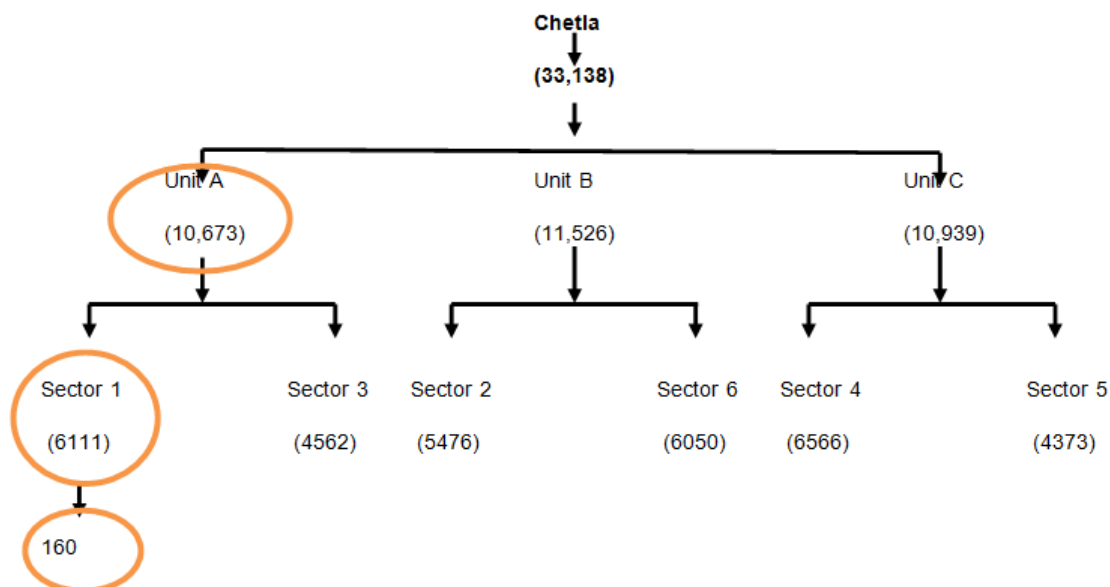 Chetla
(33,138)
Unit A
Unit B
Unit C
(10,673)
(11,526)
(10,939)
Sector 1
Sector 3
Sector 2
Sector 6
Sector 4
Sector 5
(6111)
(4562)
(5476)
(6050)
(6566)
(4373)
160